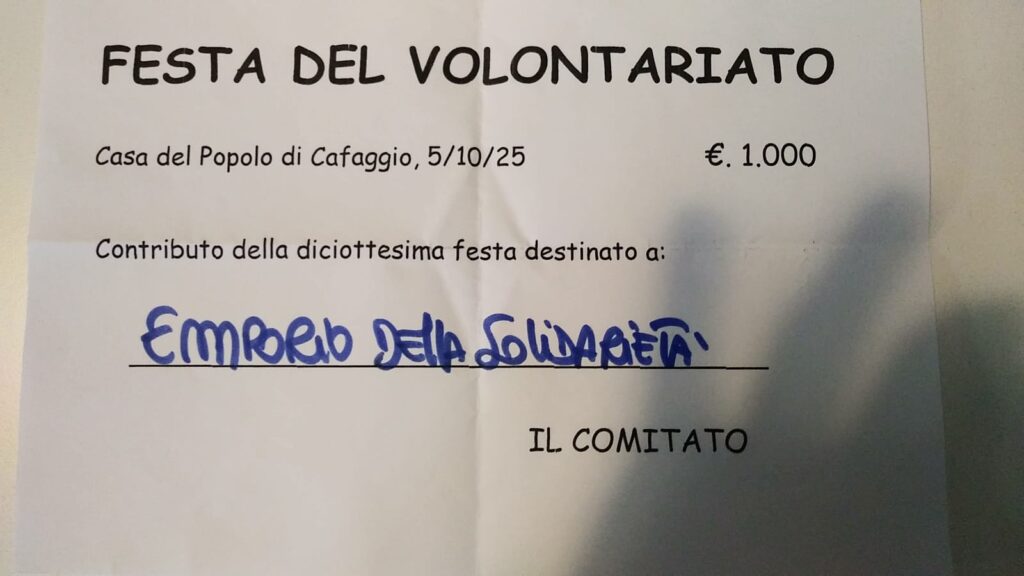 FESTA DEL VOLONTARIATO
Casa del Popolo di Cafaggio, 5/10/25 €. 1.000
Contributo della diciottesima festa destinato a:
EMPORIO DELLA SOLIDARIETÀ
IL COMITATO